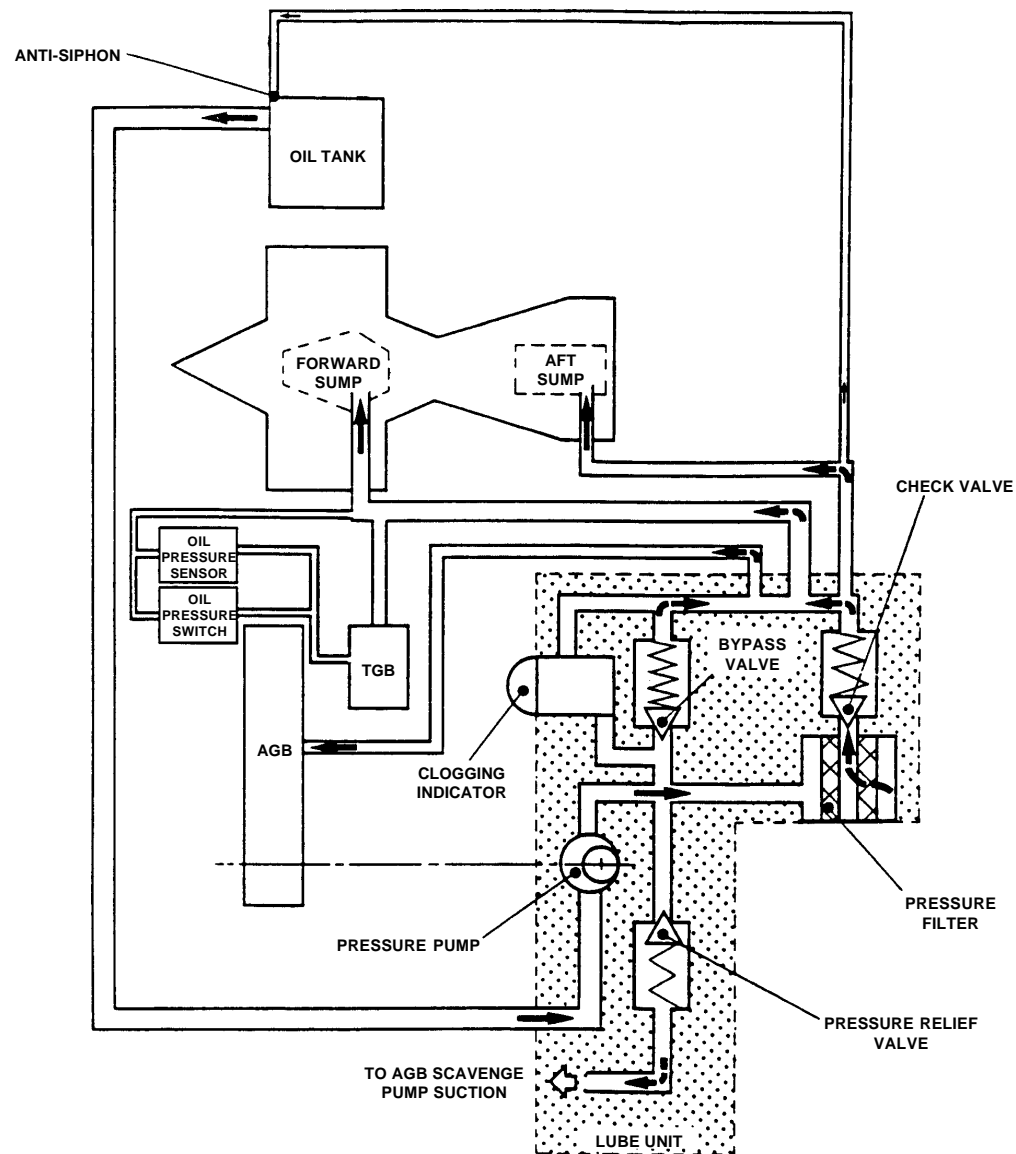 ANTI-SIPHON
OIL TANK
FORWARD
SUMP
AFT
SUMP
CHECK VALVE
OIL
PRESSURE
SENSOR
OIL
PRESSURE
SWITCH
BYPASS
VALVE
TGB
AGB
CLOGGING
INDICATOR
PRESSURE
FILTER
PRESSURE PUMP
PRESSURE RELIEF
VALVE
TO AGB SCAVENGE
PUMP SUCTION
LUBE UNIT